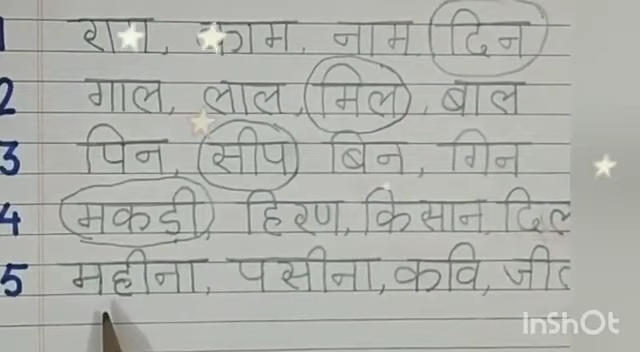 1 राम, काम, नाम दिन
2 गाल, लाल, मिल, बाल
3 पिन, सीप बिन, गिन
4 मकडी, हिरण, किसान, दिल
5 महीना, पसीना, कवि, जीत
InShOt